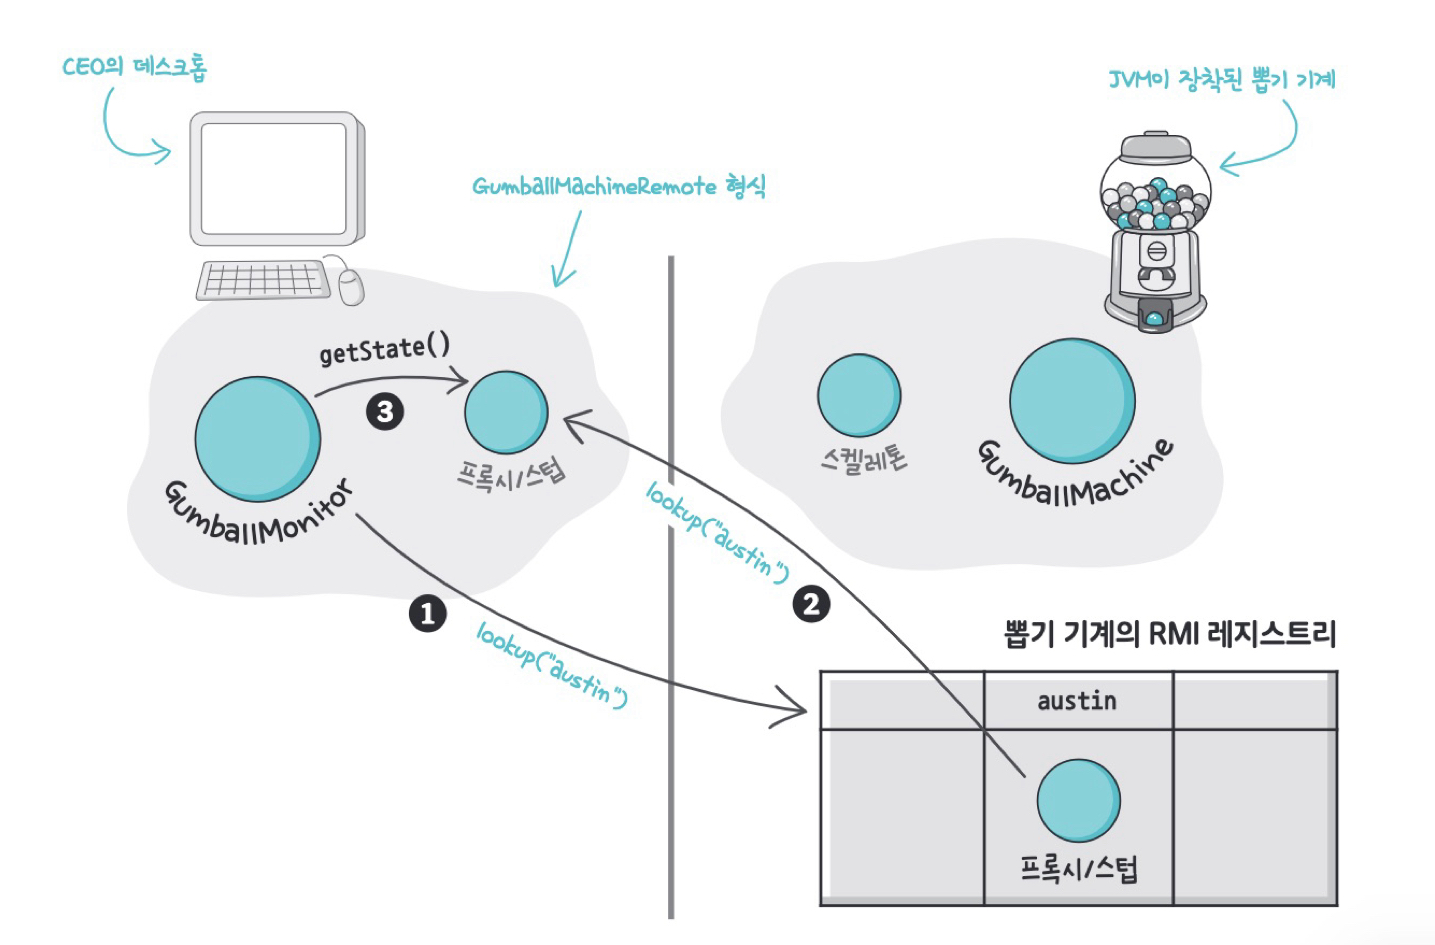 CEO의 데스크톱
JVM이 장착된 뽑기 기계
GumballMachineRemote 형식
getState()
3
프록시/스텁
GumballMonitor
스켈레톤
GumballMachine
lookup("austin")
2
1
lookup("austin")
뽑기 기계의 RMI 레지스트리
austin
프록시/스텁